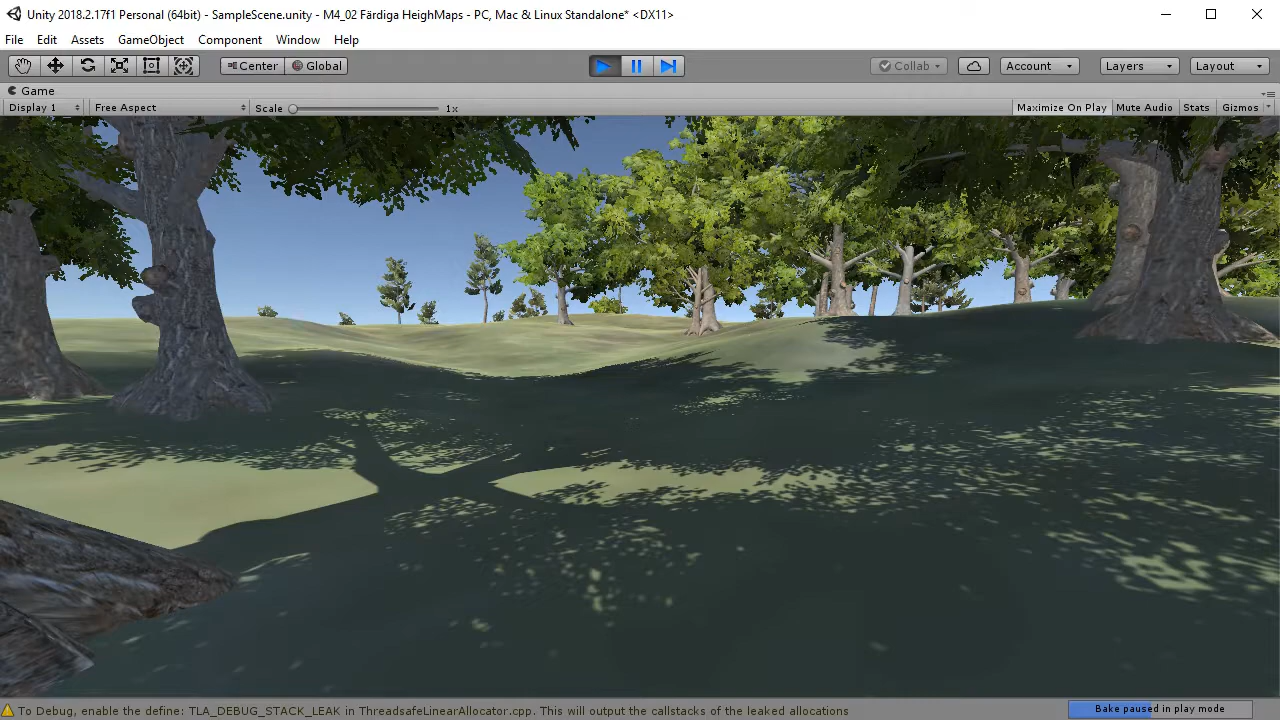 Unity 2018.2.17f1 Personal (64bit) - SampleScene.unity - M4_02 Färdiga HeighMaps - PC, Mac & Linux Standalone* <DX11>
File Edit Assets GameObject Component Window Help
Center Global Collab Account Layers Layout
Game
Display 1 Free Aspect Scale 1x Maximize On Play Mute Audio Stats Gizmos
To Debug, enable the define: TLA_DEBUG_STACK_LEAK in ThreadsafeLinearAllocator.cpp. This will output the callstacks of the leaked allocations Bake paused in play mode